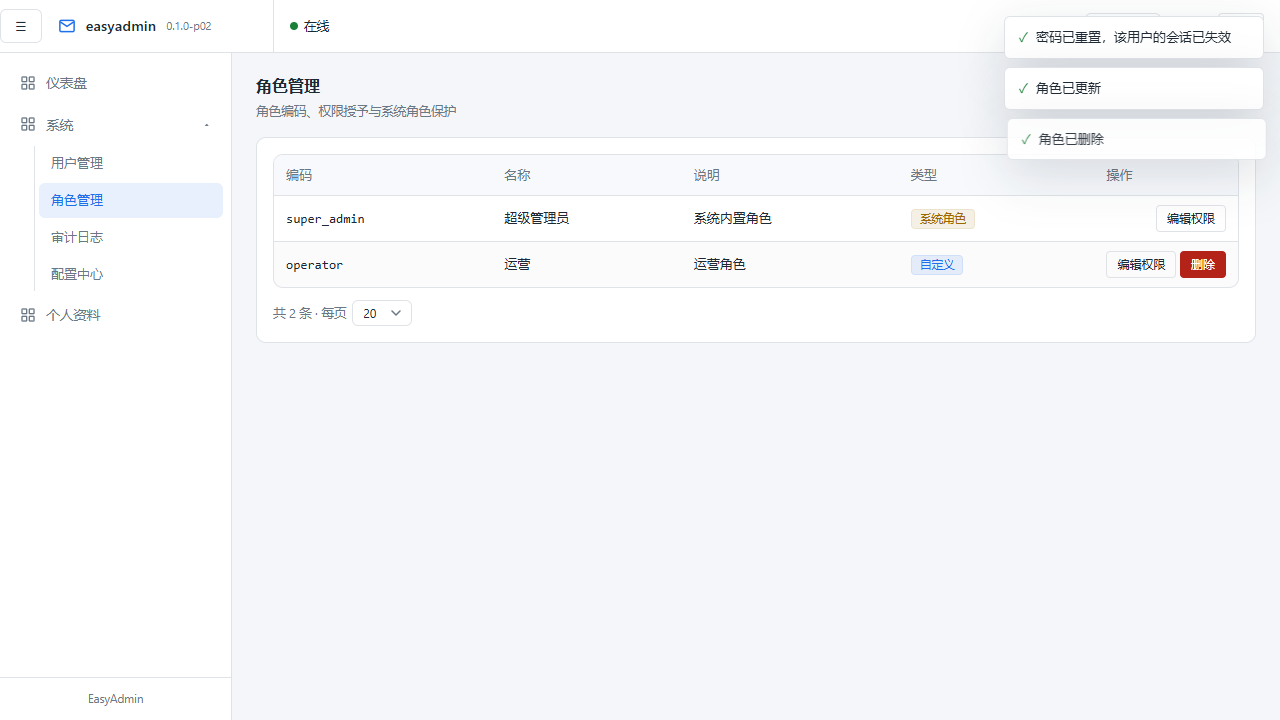 ☰ easyadmin 0.1.0-p02 在线
✓ 密码已重置，该用户的会话已失效
✓ 角色已更新
✓ 角色已删除
仪表盘
系统
用户管理
角色管理
审计日志
配置中心
个人资料
EasyAdmin
角色管理
角色编码、权限授予与系统角色保护
编码 名称 说明 类型 操作
super_admin 超级管理员 系统内置角色 系统角色 编辑权限
operator 运营 运营角色 自定义 编辑权限 删除
共 2 条 · 每页 20